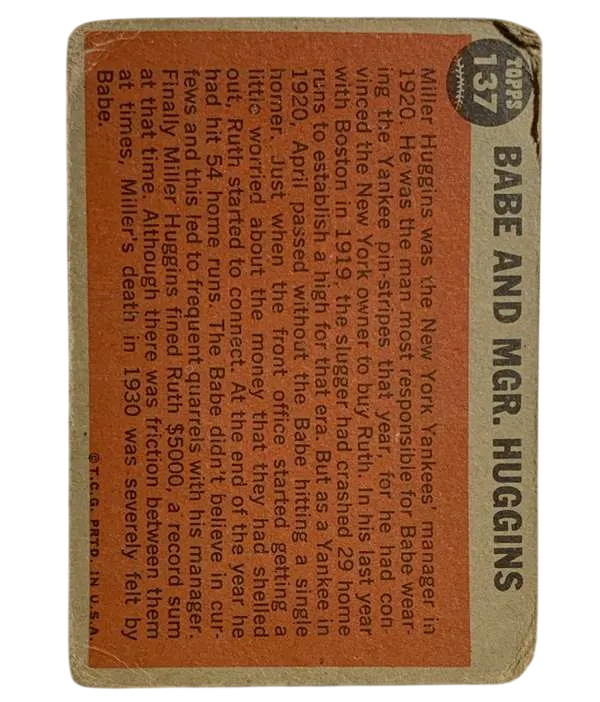 TOPPS
137
BABE AND MGR. HUGGINS
Miller Huggins was the New York Yankees' manager in
1920. He was the man most responsible for Babe wear-
ing the Yankee pin-stripes that year, for he had con-
vinced the New York owner to buy Ruth. In his last year
with Boston in 1919, the slugger had crashed 29 home
runs to establish a high for that era. But as a Yankee in
1920, April passed without the Babe hitting a single
homer. Just when the front office started getting a
little worried about the money that they had shelled
out, Ruth started to connect. At the end of the year he
had hit 54 home runs. The Babe didn't believe in cur-
fews and this led to frequent quarrels with his manager.
Finally Miller Huggins fined Ruth $5000, a record sum
at that time. Although there was friction between them
at times, Miller's death in 1930 was severely felt by
Babe.
© T.C.G. PRTD. IN U.S.A.